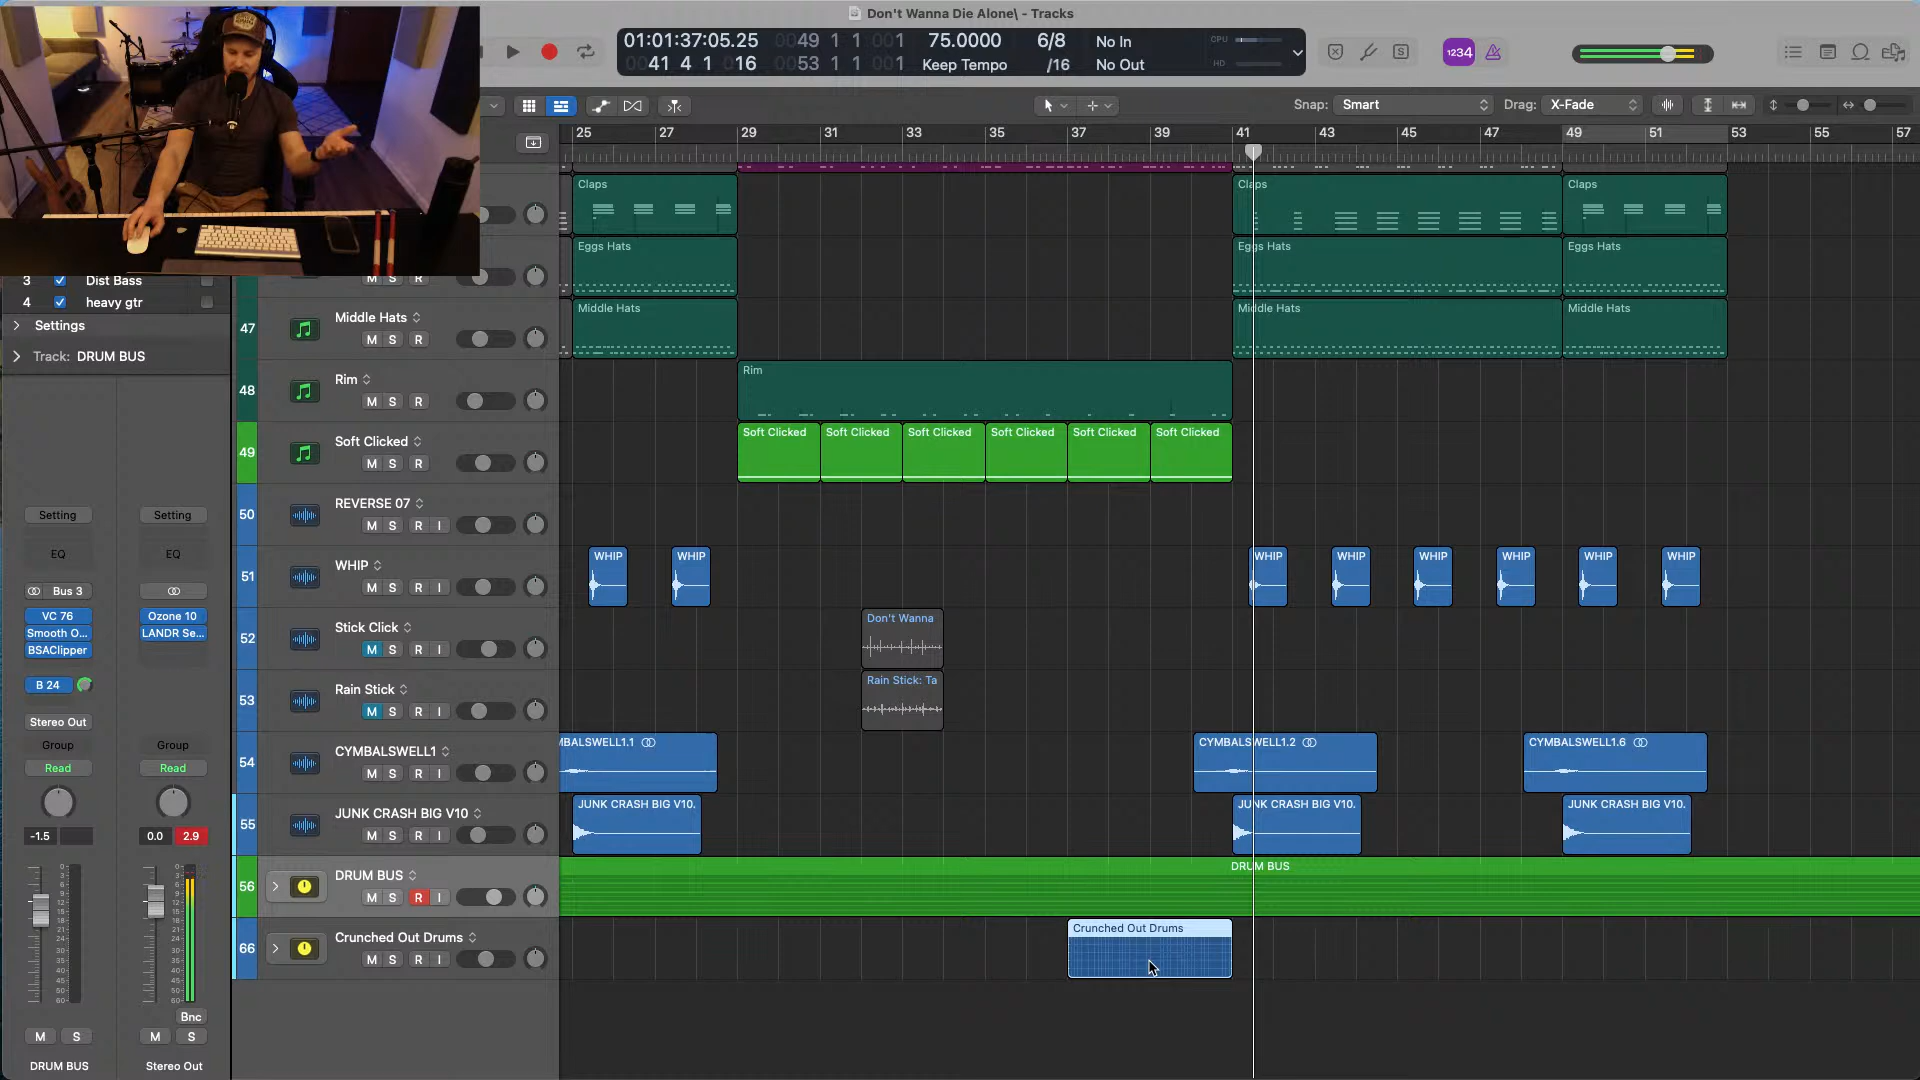 Don't Wanna Die Alone\ - Tracks
01:01:37:05.25 0049 1 1 001 75.0000 6/8 No In CPU
0041 4 1 016 0053 1 1 001 Keep Tempo /16 No Out HD
1234
Snap: Smart Drag: X-Fade
25 27 29 31 33 35 37 39 41 43 45 47 49 51 53 55 57
Claps Claps Claps
Eggs Hats Eggs Hats Eggs Hats
M S R
3 Dist Bass
4 heavy gtr
Settings
Track: DRUM BUS
47 Middle Hats M S R Middle Hats Middle Hats Middle Hats
48 Rim M S R Rim
49 Soft Clicked M S R Soft Clicked Soft Clicked Soft Clicked Soft Clicked Soft Clicked Soft Clicked
50 REVERSE 07 M S R I
51 WHIP M S R I WHIP WHIP WHIP WHIP WHIP WHIP WHIP WHIP
52 Stick Click M S R I Don't Wanna
53 Rain Stick M S R I Rain Stick: Ta
54 CYMBALSWELL1 M S R I MBALSWELL1.1 CYMBALSWELL1.2 CYMBALSWELL1.6
55 JUNK CRASH BIG V10 M S R I JUNK CRASH BIG V10. JUNK CRASH BIG V10. JUNK CRASH BIG V10.
56 DRUM BUS M S R I DRUM BUS
66 Crunched Out Drums M S R I Crunched Out Drums
Setting Setting
EQ EQ
Bus 3
VC 76 Ozone 10
Smooth O... LANDR Se...
BSAClipper
B 24
Stereo Out
Group Group
Read Read
-1.5 0.0 2.9
Bnc
M S M S
DRUM BUS Stereo Out